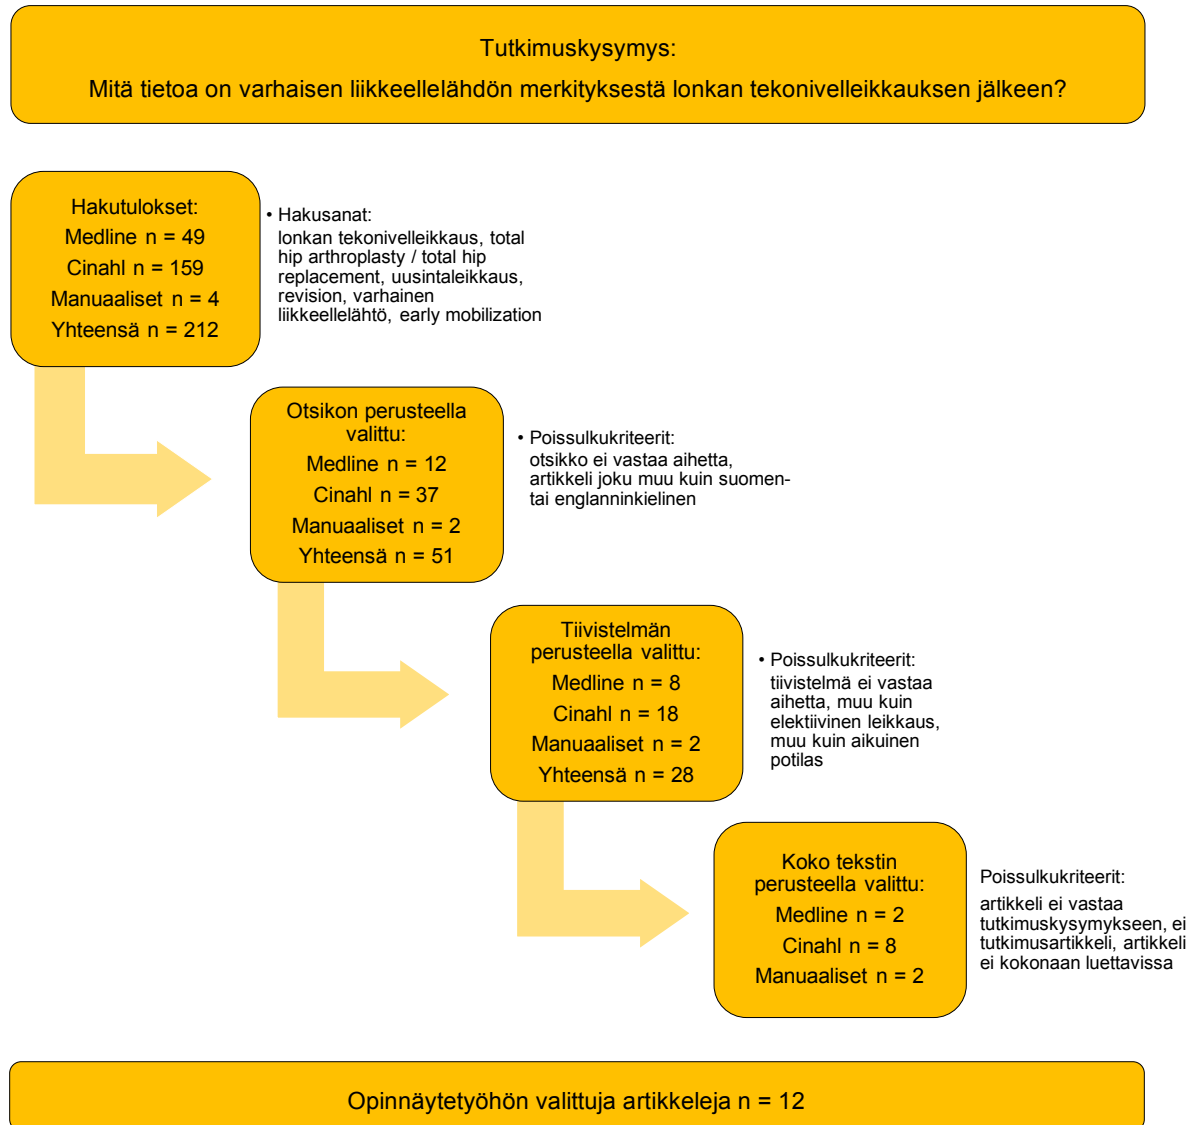 Tutkimuskysymys:
Mitä tietoa on varhaisen liikkeellelähdön merkityksestä lonkan tekonivelleikkauksen jälkeen?
Hakutulokset:
Medline n = 49
Cinahl n = 159
Manuaaliset n = 4
Yhteensä n = 212
• Hakusanat:
lonkan tekonivelleikkaus, total
hip arthroplasty / total hip
replacement, uusintaleikkaus,
revision, varhainen
liikkeellelähtö, early mobilization
Otsikon perusteella
valittu:
Medline n = 12
Cinahl n = 37
Manuaaliset n = 2
Yhteensä n = 51
• Poissulkukriteerit:
otsikko ei vastaa aihetta,
artikkeli joku muu kuin suomen-
tai englanninkielinen
Tiivistelmän
perusteella valittu:
Medline n = 8
Cinahl n = 18
Manuaaliset n = 2
Yhteensä n = 28
• Poissulkukriteerit:
tiivistelmä ei vastaa
aihetta, muu kuin
elektiivinen leikkaus,
muu kuin aikuinen
potilas
Koko tekstin
perusteella valittu:
Medline n = 2
Cinahl n = 8
Manuaaliset n = 2
Poissulkukriteerit:
artikkeli ei vastaa
tutkimuskysymykseen, ei
tutkimusartikkeli, artikkeli
ei kokonaan luettavissa
Opinnäytetyöhön valittuja artikkeleja n = 12